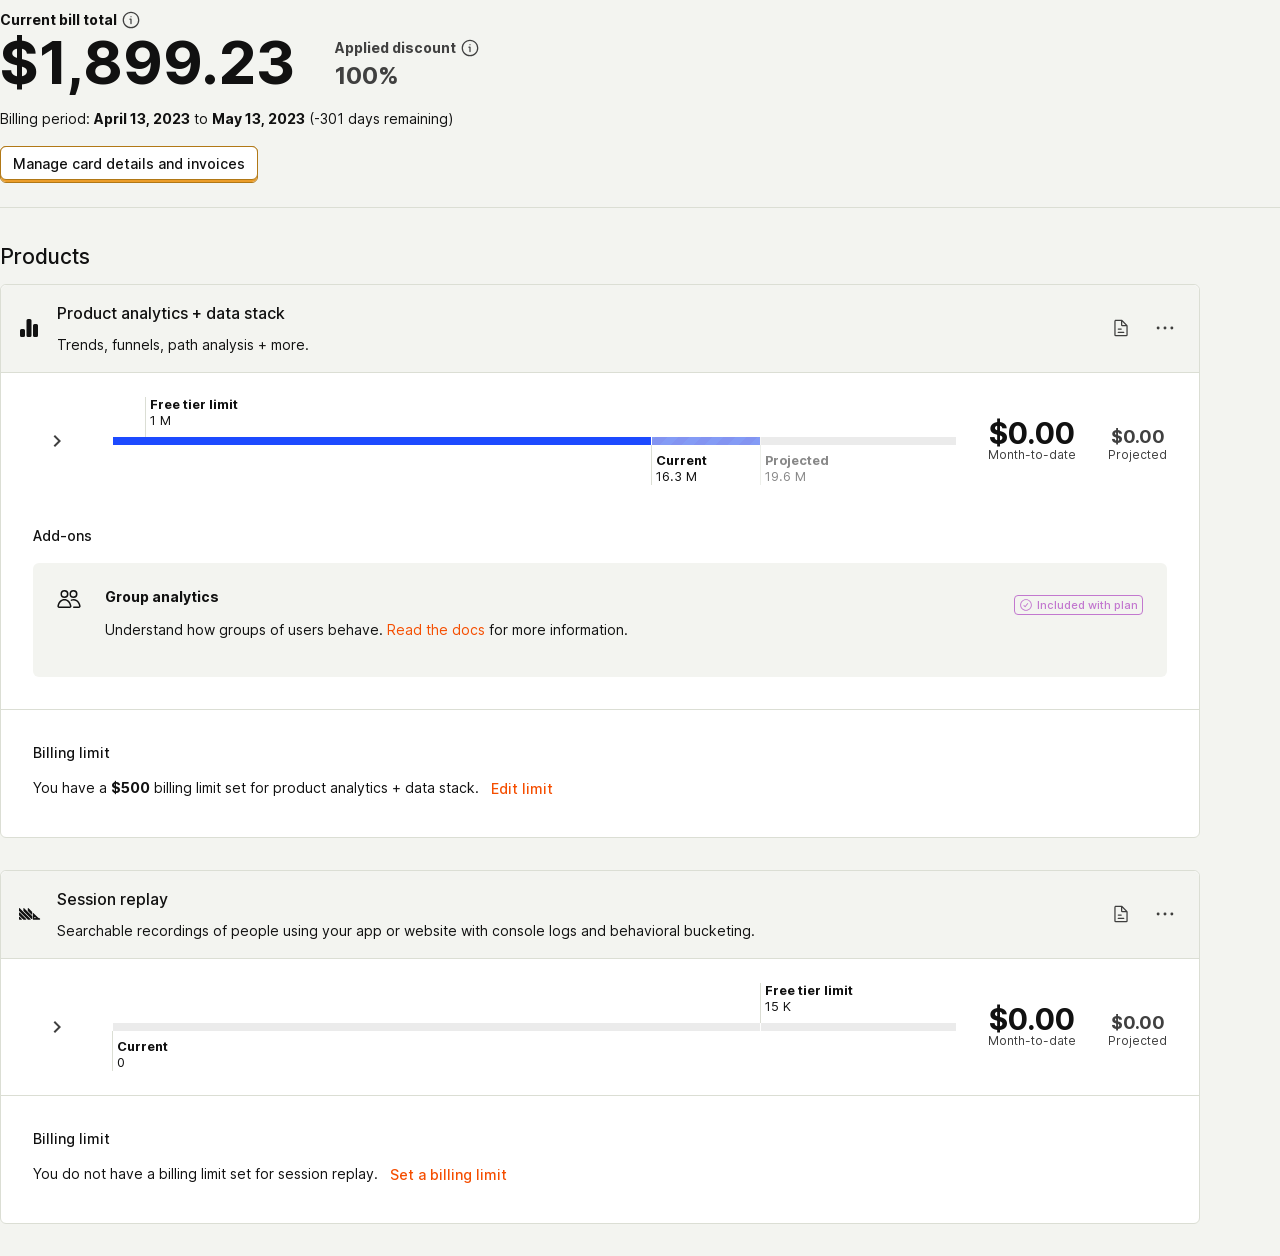 Current bill total
$1,899.23
Applied discount
100%
Billing period: April 13, 2023 to May 13, 2023 (-301 days remaining)
Manage card details and invoices
Products
Product analytics + data stack
Trends, funnels, path analysis + more.
Free tier limit
1 M
Current
16.3 M
Projected
19.6 M
$0.00
Month-to-date
$0.00
Projected
Add-ons
Group analytics
Understand how groups of users behave. Read the docs for more information.
Included with plan
Billing limit
You have a $500 billing limit set for product analytics + data stack. Edit limit
Session replay
Searchable recordings of people using your app or website with console logs and behavioral bucketing.
Free tier limit
15 K
Current
0
$0.00
Month-to-date
$0.00
Projected
Billing limit
You do not have a billing limit set for session replay. Set a billing limit